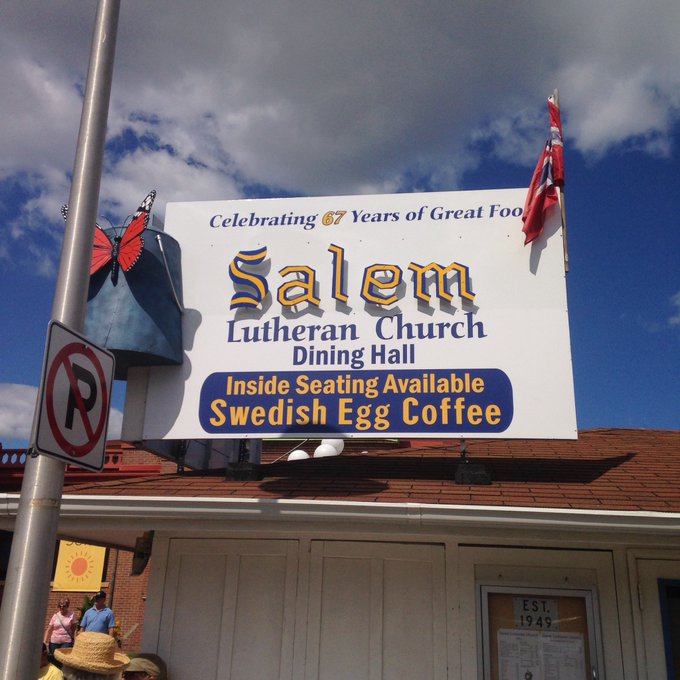 Celebrating 67 Years of Great Foo
Salem
Lutheran Church
Dining Hall
Inside Seating Available
Swedish Egg Coffee
P
EST.
1949